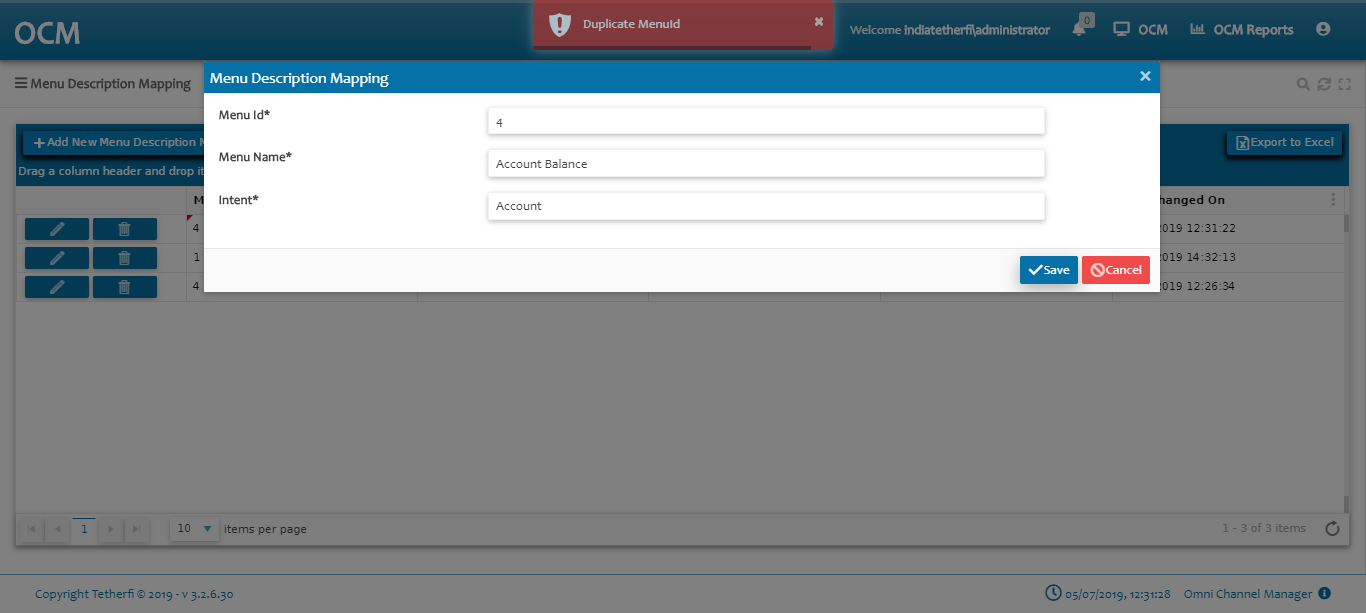 OCM
Duplicate MenuId
Welcome indiatetherfi\administrator
0
OCM
OCM Reports
Menu Description Mapping
Menu Description Mapping
Menu Id*
4
Menu Name*
Account Balance
Intent*
Account
Save
Cancel
Add New Menu Description
Export to Excel
Drag a column header and drop it
hanged On
4
2019 12:31:22
1
2019 14:32:13
4
2019 12:26:34
1
10
items per page
1 - 3 of 3 items
Copyright Tetherfi © 2019 - v 3.2.6.30
05/07/2019, 12:31:28
Omni Channel Manager